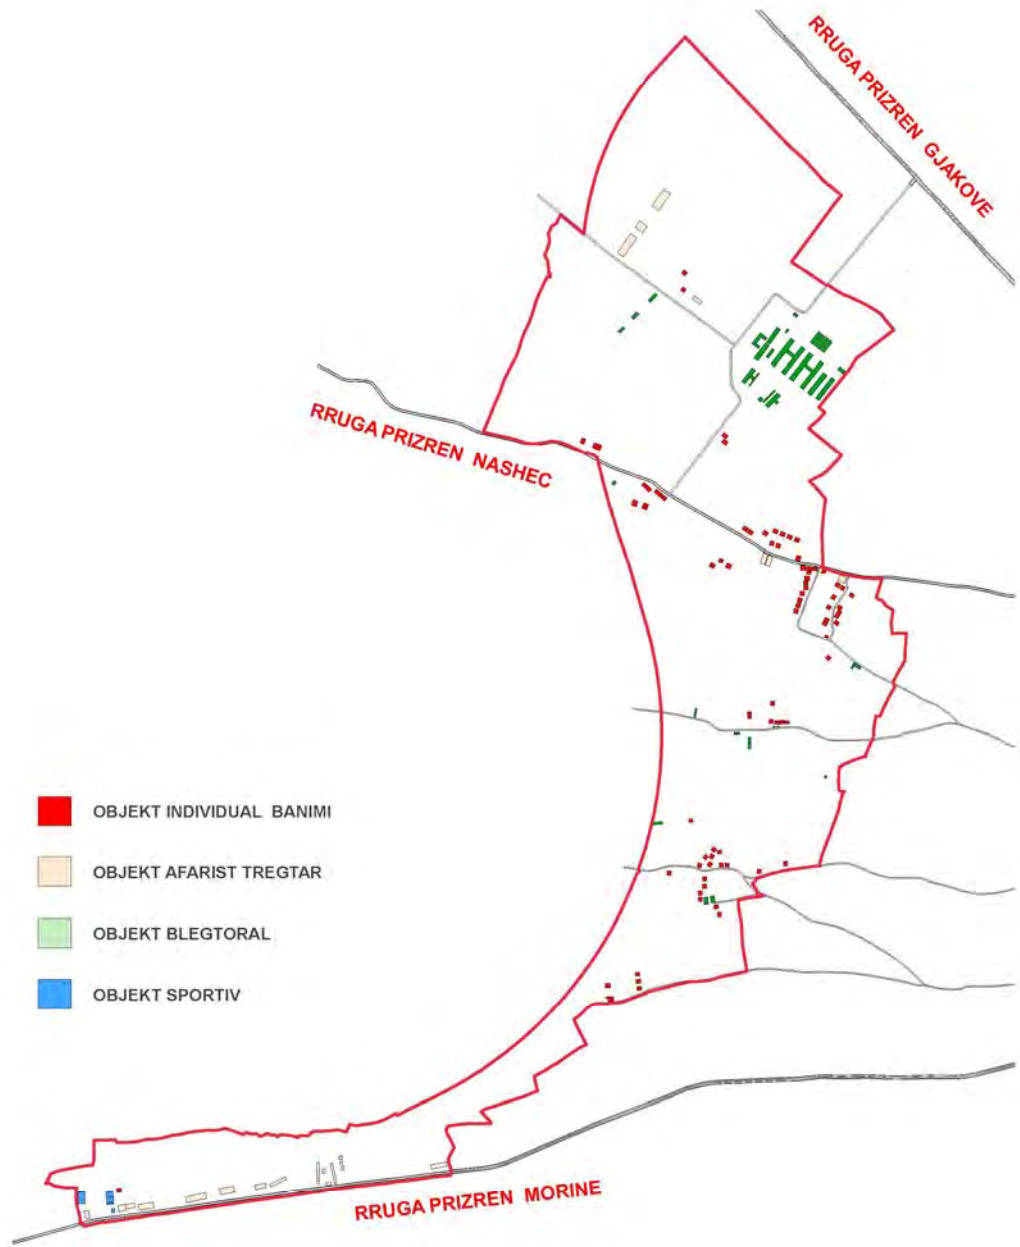 RRUGA PRIZREN GJAKOVE
RRUGA PRIZREN NASHEC
OBJEKT INDIVIDUAL BANIMI
OBJEKT AFARIST TREGTAR
OBJEKT BLEGTORAL
OBJEKT SPORTIV
RRUGA PRIZREN MORINE